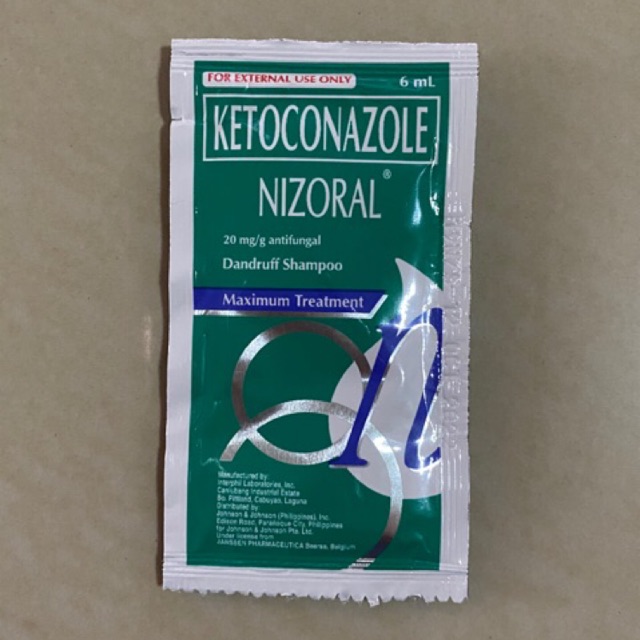 FOR EXTERNAL USE ONLY
6 mL
KETOCONAZOLE
NIZORAL®
20 mg/g antifungal
Dandruff Shampoo
Maximum Treatment
n
Manufactured by:
Interphil Laboratories, Inc.
Canlubang Industrial Estate
Bo. Pittland, Cabuyao, Laguna
Distributed by:
Johnson & Johnson (Philippines), Inc.
Edison Road, Parañaque City, Philippines
for Johnson & Johnson Pte. Ltd.
Under license from
JANSSEN PHARMACEUTICA Beerse, Belgium